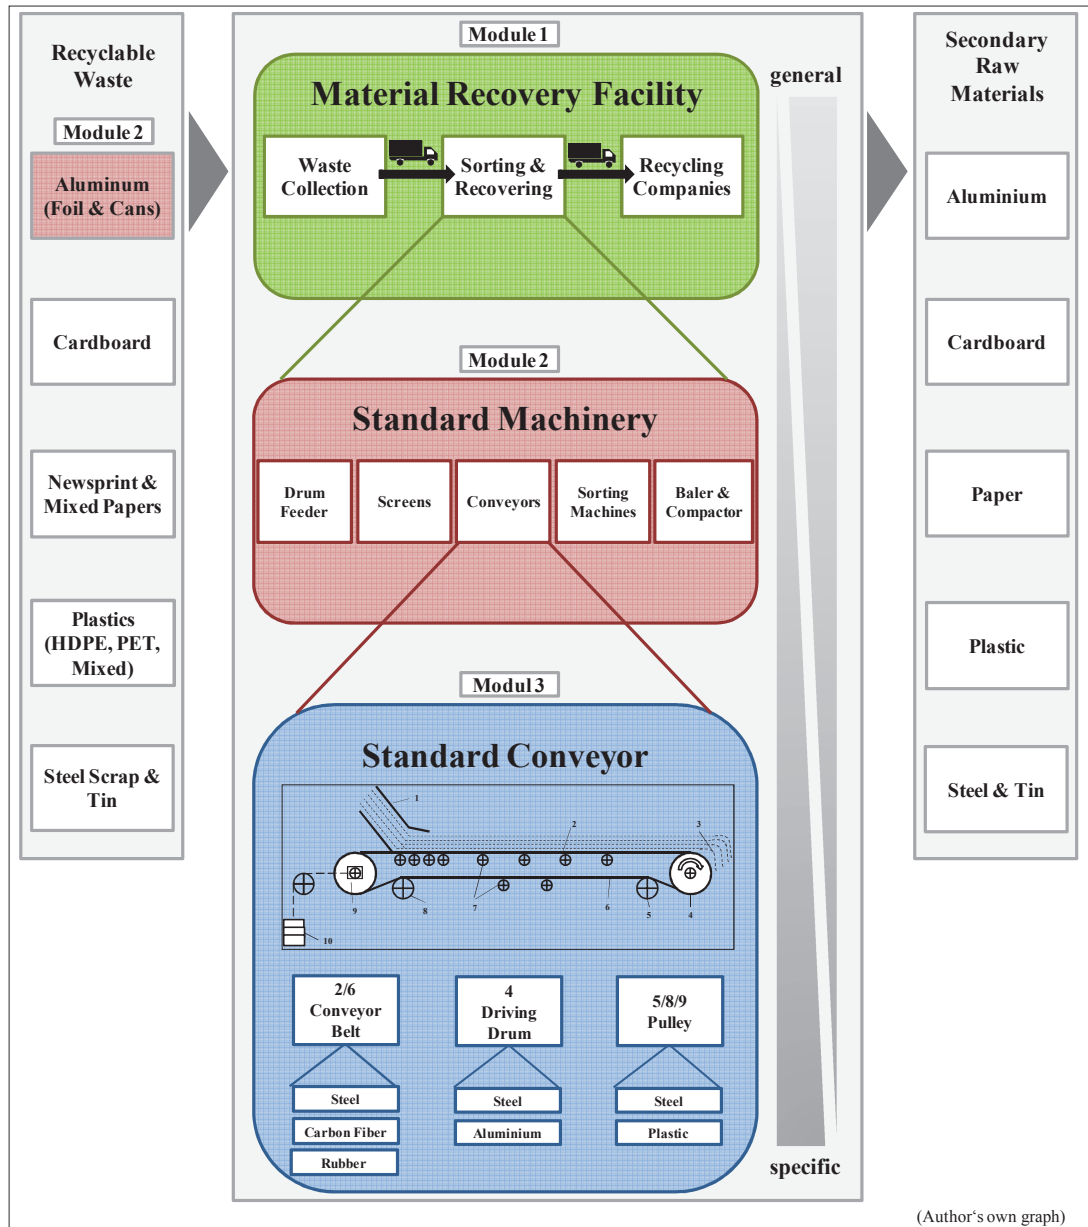 Recyclable
Waste
Module 2
Aluminum
(Foil & Cans)
Cardboard
Newsprint &
Mixed Papers
Plastics
(HDPE, PET,
Mixed)
Steel Scrap &
Tin
Module 1
Material Recovery Facility
Waste
Collection
Sorting &
Recovering
Recycling
Companies
Module 2
Standard Machinery
Drum
Feeder
Screens
Conveyors
Sorting
Machines
Baler &
Compactor
Modul 3
Standard Conveyor
1
2
3
9
8
7
6
5
4
10
2/6
Conveyor
Belt
Steel
Carbon Fiber
Rubber
4
Driving
Drum
Steel
Aluminium
5/8/9
Pulley
Steel
Plastic
general
specific
Secondary
Raw
Materials
Aluminium
Cardboard
Paper
Plastic
Steel & Tin
(Author‘s own graph)